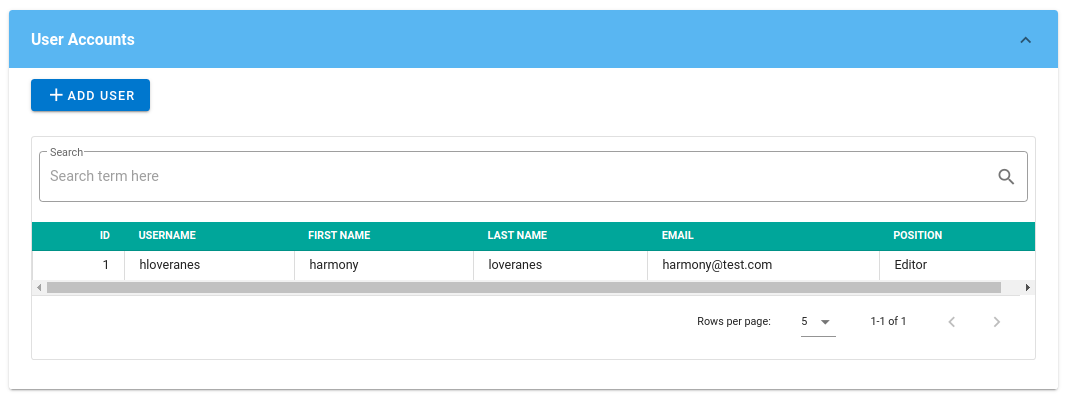 User Accounts
ADD USER
Search
Search term here
ID USERNAME FIRST NAME LAST NAME EMAIL POSITION
1 hloveranes harmony loveranes harmony@test.com Editor
Rows per page: 5 1-1 of 1